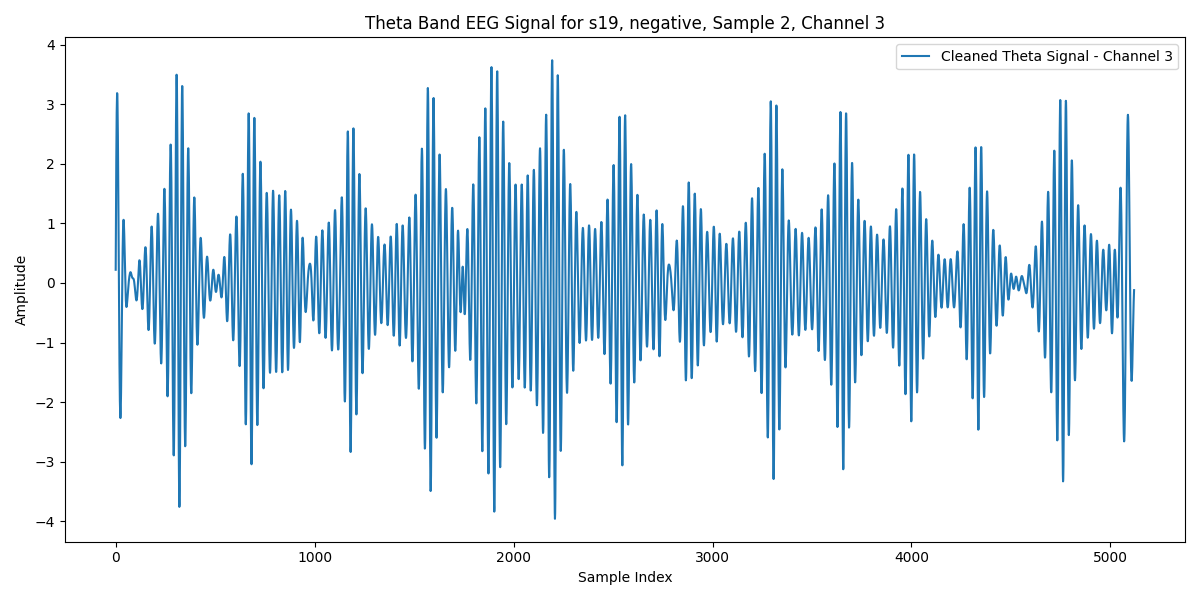 Theta Band EEG Signal for s19, negative, Sample 2, Channel 3
Cleaned Theta Signal - Channel 3
Amplitude
4
3
2
1
0
−1
−2
−3
−4
0 1000 2000 3000 4000 5000
Sample Index